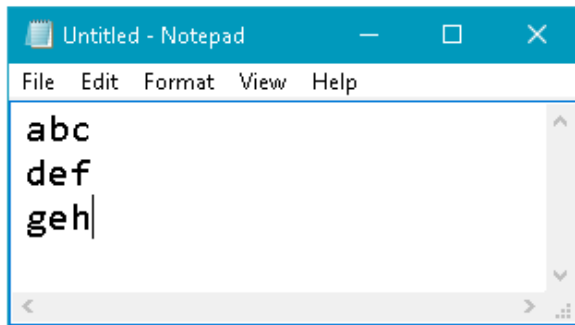 Untitled - Notepad
File Edit Format View Help
abc
def
geh